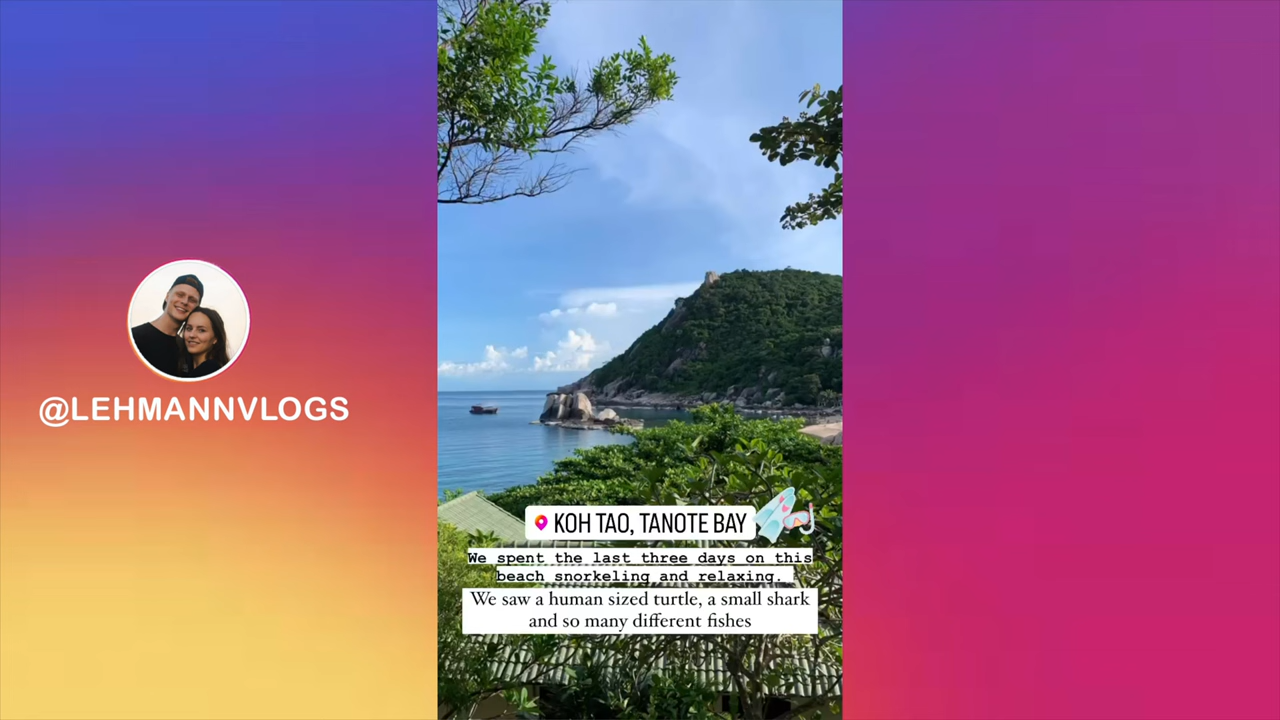 @LEHMANNVLOGS
KOH TAO, TANOTE BAY
We spent the last three days on this
beach snorkeling and relaxing.
We saw a human sized turtle, a small shark
and so many different fishes